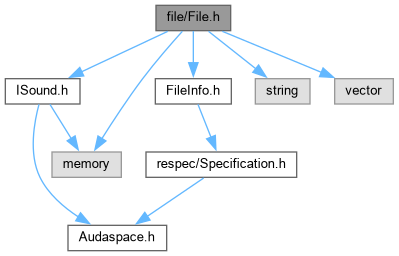 file/File.h
ISound.h
FileInfo.h
string
vector
memory
respec/Specification.h
Audaspace.h